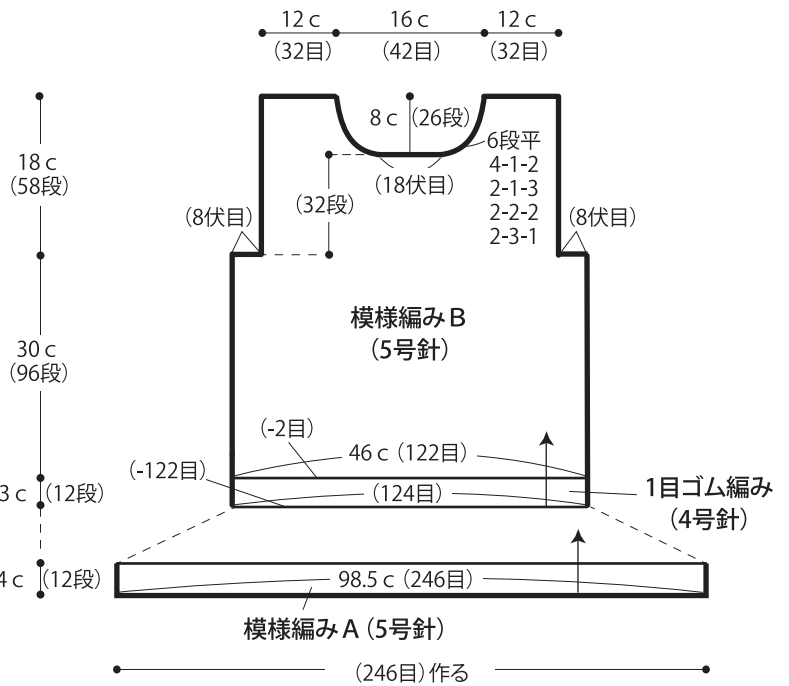 12 c 16 c 12 c
(32目) (42目) (32目)
8 c (26段)
6段平
4-1-2
2-1-3
2-2-2
2-3-1
18 c
(58段)
(18伏目)
(32段)
(8伏目) (8伏目)
模様編みB
(5号針)
30 c
(96段)
(-2目)
46 c (122目)
(-122目)
3 c (12段)
(124目)
1目ゴム編み
(4号針)
4 c (12段)
98.5 c (246目)
模様編みA (5号針)
(246目) 作る